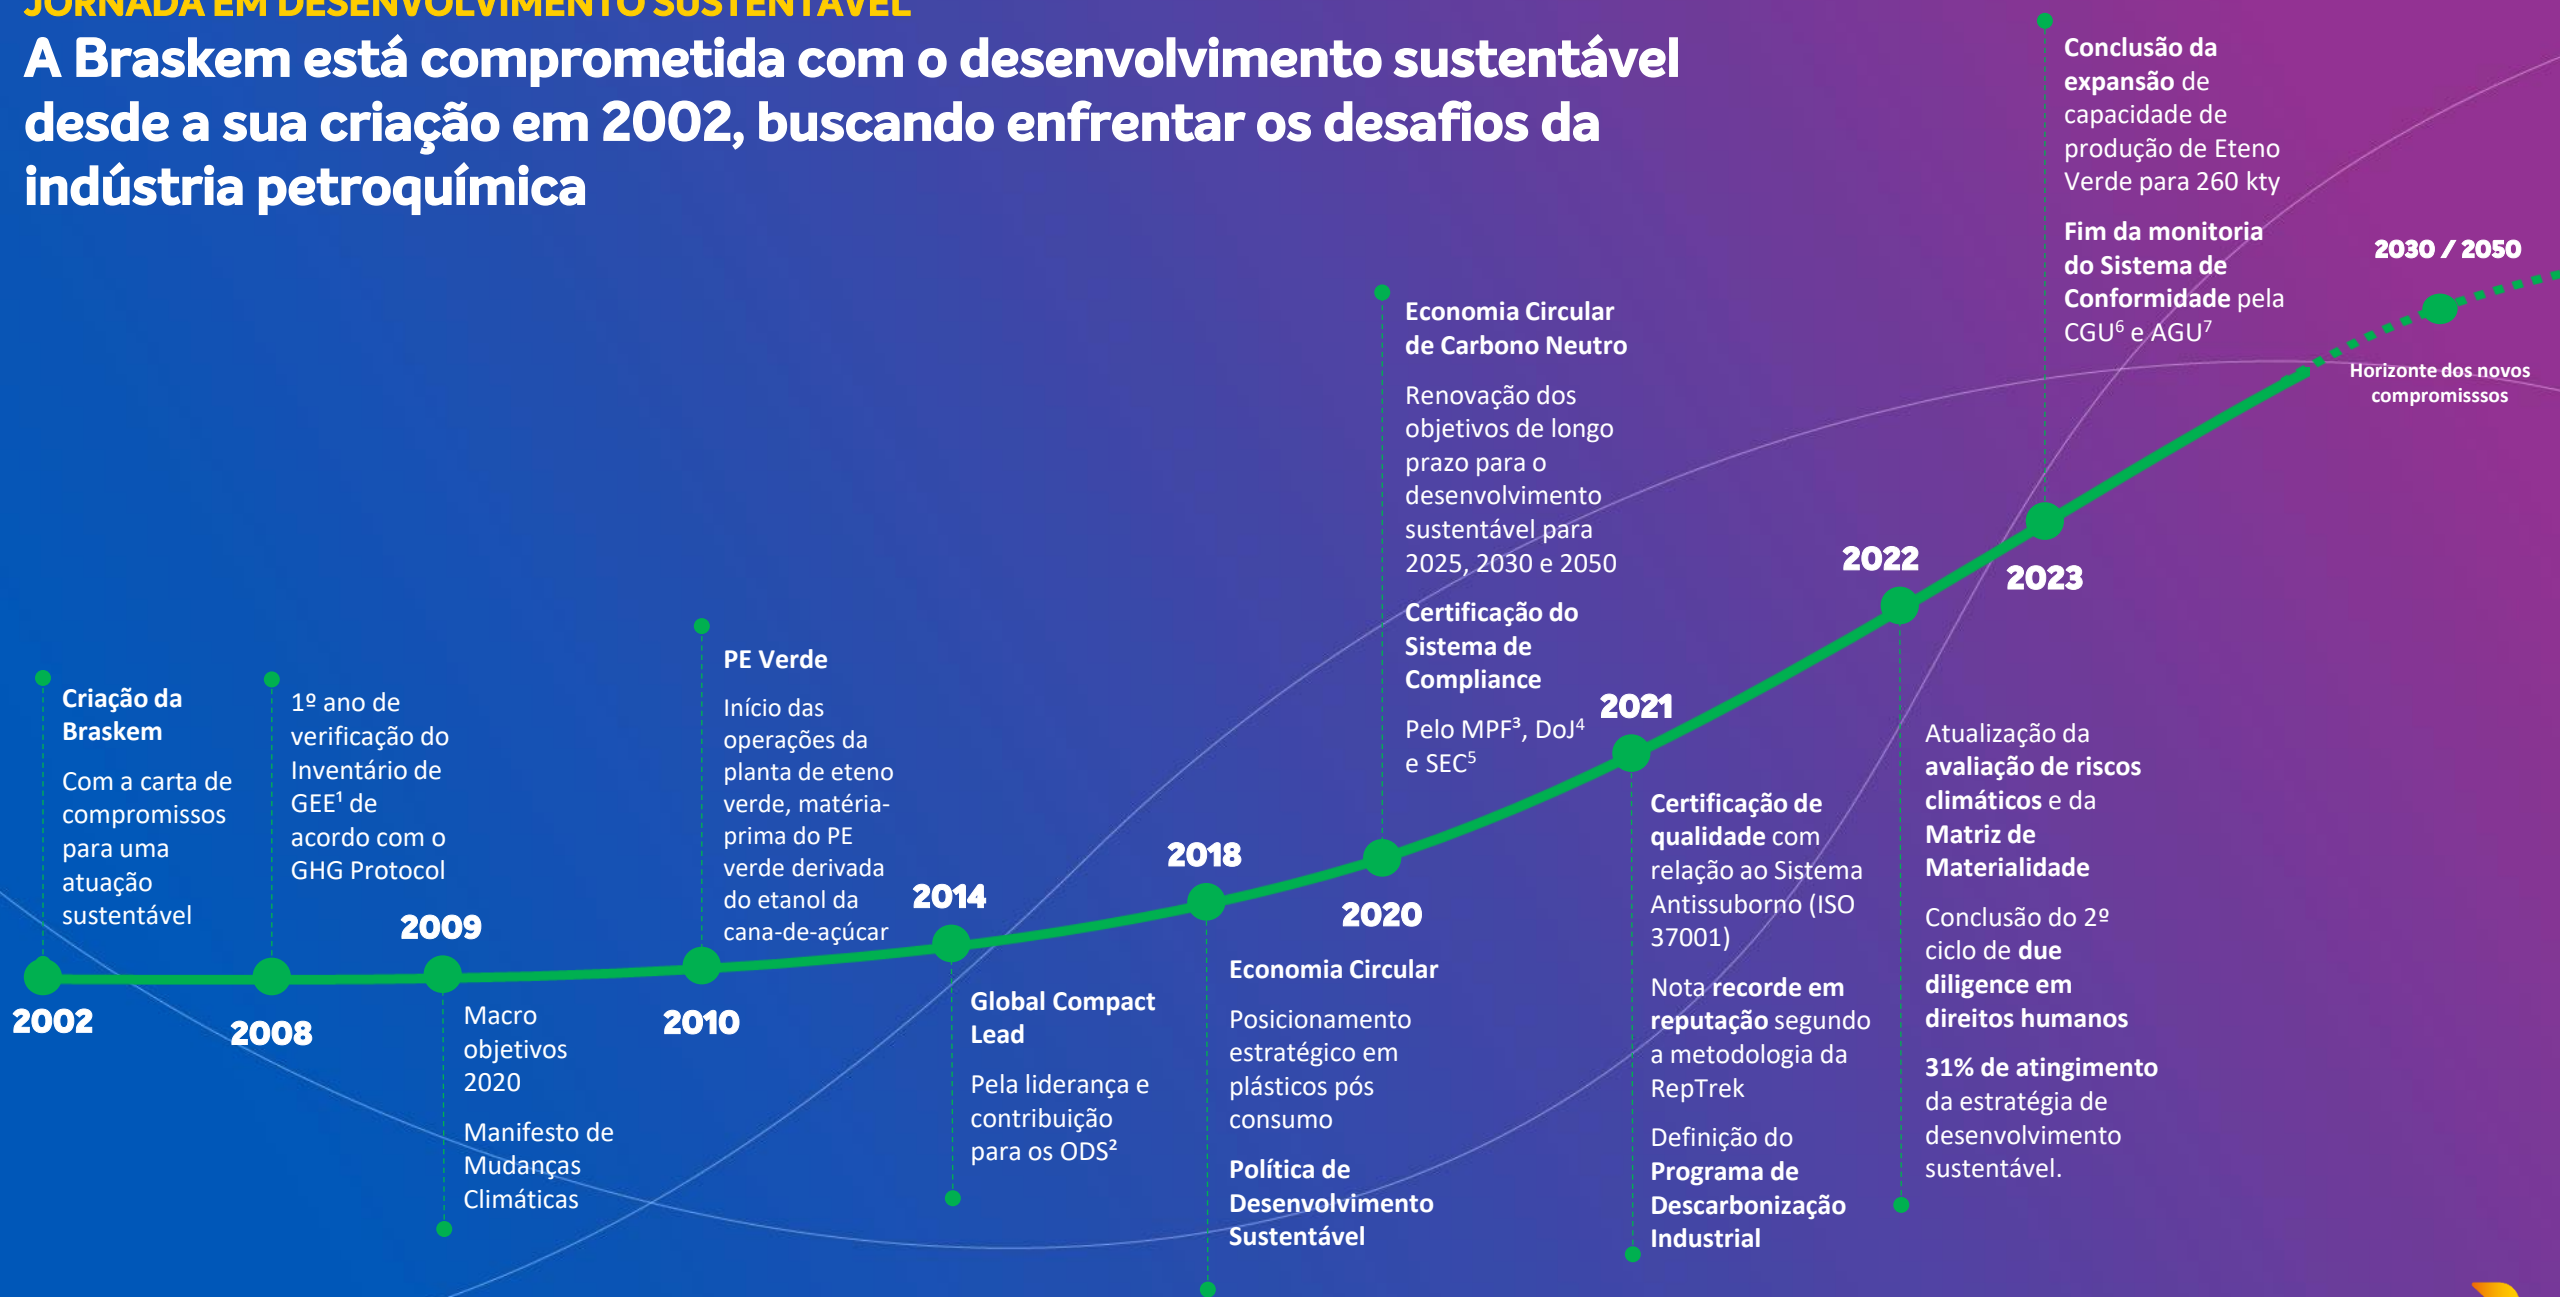 JORNADA EM DESENVOLVIMENTO SUSTENTÁVEL
A Braskem está comprometida com o desenvolvimento sustentável
desde a sua criação em 2002, buscando enfrentar os desafios da
indústria petroquímica
Criação da
Braskem
Com a carta de
compromissos
para uma
atuação
sustentável
2002
1º ano de
verificação do
Inventário de
GEE¹ de
acordo com o
GHG Protocol
2008
2009
Macro
objetivos
2020
Manifesto de
Mudanças
Climáticas
PE Verde
Início das
operações da
planta de eteno
verde, matéria-
prima do PE
verde derivada
do etanol da
cana-de-açúcar
2010
2014
Global Compact
Lead
Pela liderança e
contribuição
para os ODS²
2018
Economia Circular
Posicionamento
estratégico em
plásticos pós
consumo
Política de
Desenvolvimento
Sustentável
Economia Circular
de Carbono Neutro
Renovação dos
objetivos de longo
prazo para o
desenvolvimento
sustentável para
2025, 2030 e 2050
Certificação do
Sistema de
Compliance
Pelo MPF³, DoJ⁴
e SEC⁵
2020
2021
Certificação de
qualidade com
relação ao Sistema
Antissuborno (ISO
37001)
Nota recorde em
reputação segundo
a metodologia da
RepTrek
Definição do
Programa de
Descarbonização
Industrial
2022
Atualização da
avaliação de riscos
climáticos e da
Matriz de
Materialidade
Conclusão do 2º
ciclo de due
diligence em
direitos humanos
31% de atingimento
da estratégia de
desenvolvimento
sustentável.
Conclusão da
expansão de
capacidade de
produção de Eteno
Verde para 260 kty
Fim da monitoria
do Sistema de
Conformidade pela
CGU⁶ e AGU⁷
2023
2030 / 2050
Horizonte dos novos
compromisssos